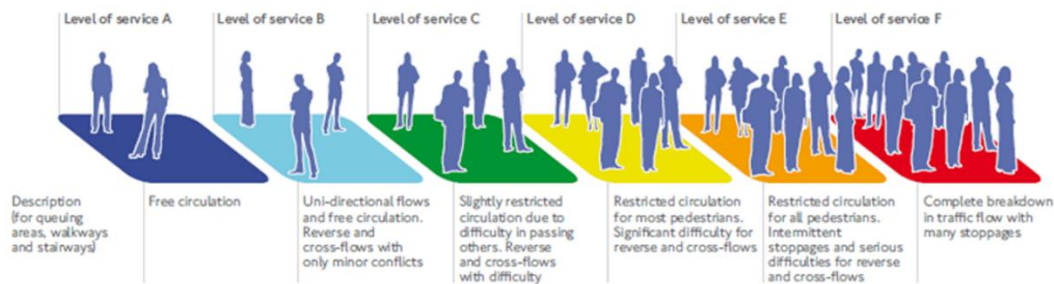 Level of service A
Level of service B
Level of service C
Level of service D
Level of service E
Level of service F
Description
(for queuing
areas, walkways
and stairways)
Free circulation
Uni-directional flows
and free circulation.
Reverse and
cross-flows with
only minor conflicts
Slightly restricted
circulation due to
difficulty in passing
others. Reverse
and cross-flows
with difficulty
Restricted circulation
for most pedestrians.
Significant difficulty for
reverse and cross-flows
Restricted circulation
for all pedestrians.
Intermittent
stoppages and serious
difficulties for reverse
and cross-flows
Complete breakdown
in traffic flow with
many stoppages